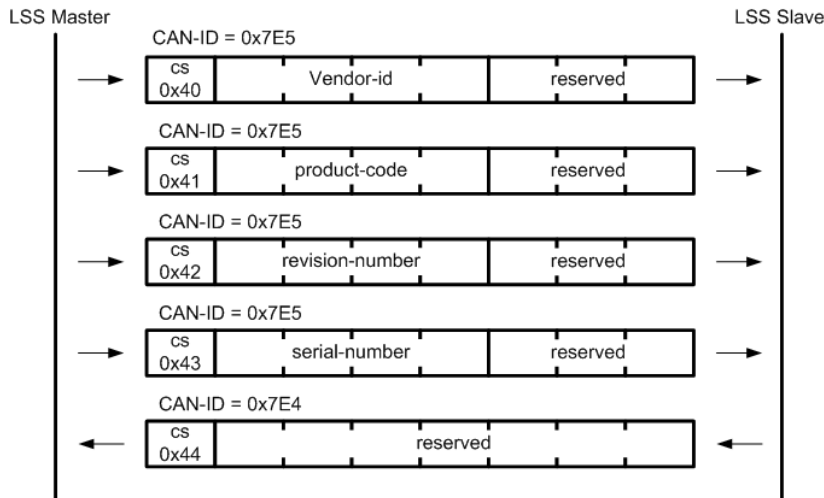 LSS Master
LSS Slave
CAN-ID = 0x7E5
cs
0x40
Vendor-id
reserved
CAN-ID = 0x7E5
cs
0x41
product-code
reserved
CAN-ID = 0x7E5
cs
0x42
revision-number
reserved
CAN-ID = 0x7E5
cs
0x43
serial-number
reserved
CAN-ID = 0x7E4
cs
0x44
reserved